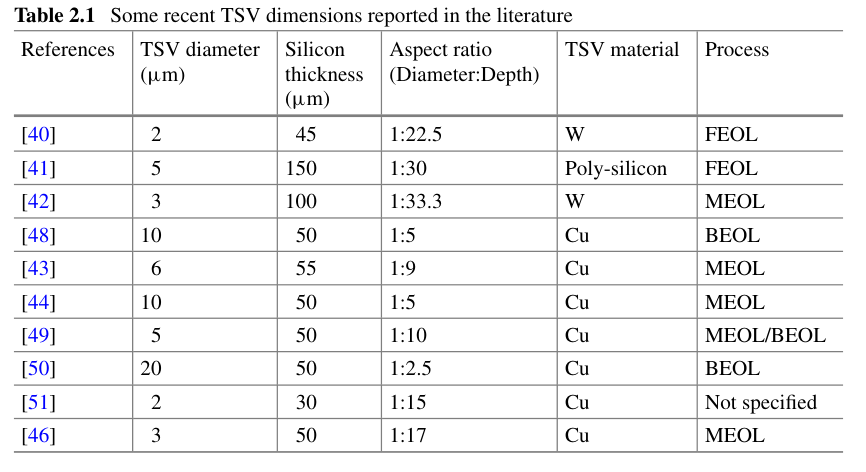 Table 2.1 Some recent TSV dimensions reported in the literature
References TSV diameter (μm) Silicon thickness (μm) Aspect ratio (Diameter:Depth) TSV material Process
[40] 2 45 1:22.5 W FEOL
[41] 5 150 1:30 Poly-silicon FEOL
[42] 3 100 1:33.3 W MEOL
[48] 10 50 1:5 Cu BEOL
[43] 6 55 1:9 Cu MEOL
[44] 10 50 1:5 Cu MEOL
[49] 5 50 1:10 Cu MEOL/BEOL
[50] 20 50 1:2.5 Cu BEOL
[51] 2 30 1:15 Cu Not specified
[46] 3 50 1:17 Cu MEOL